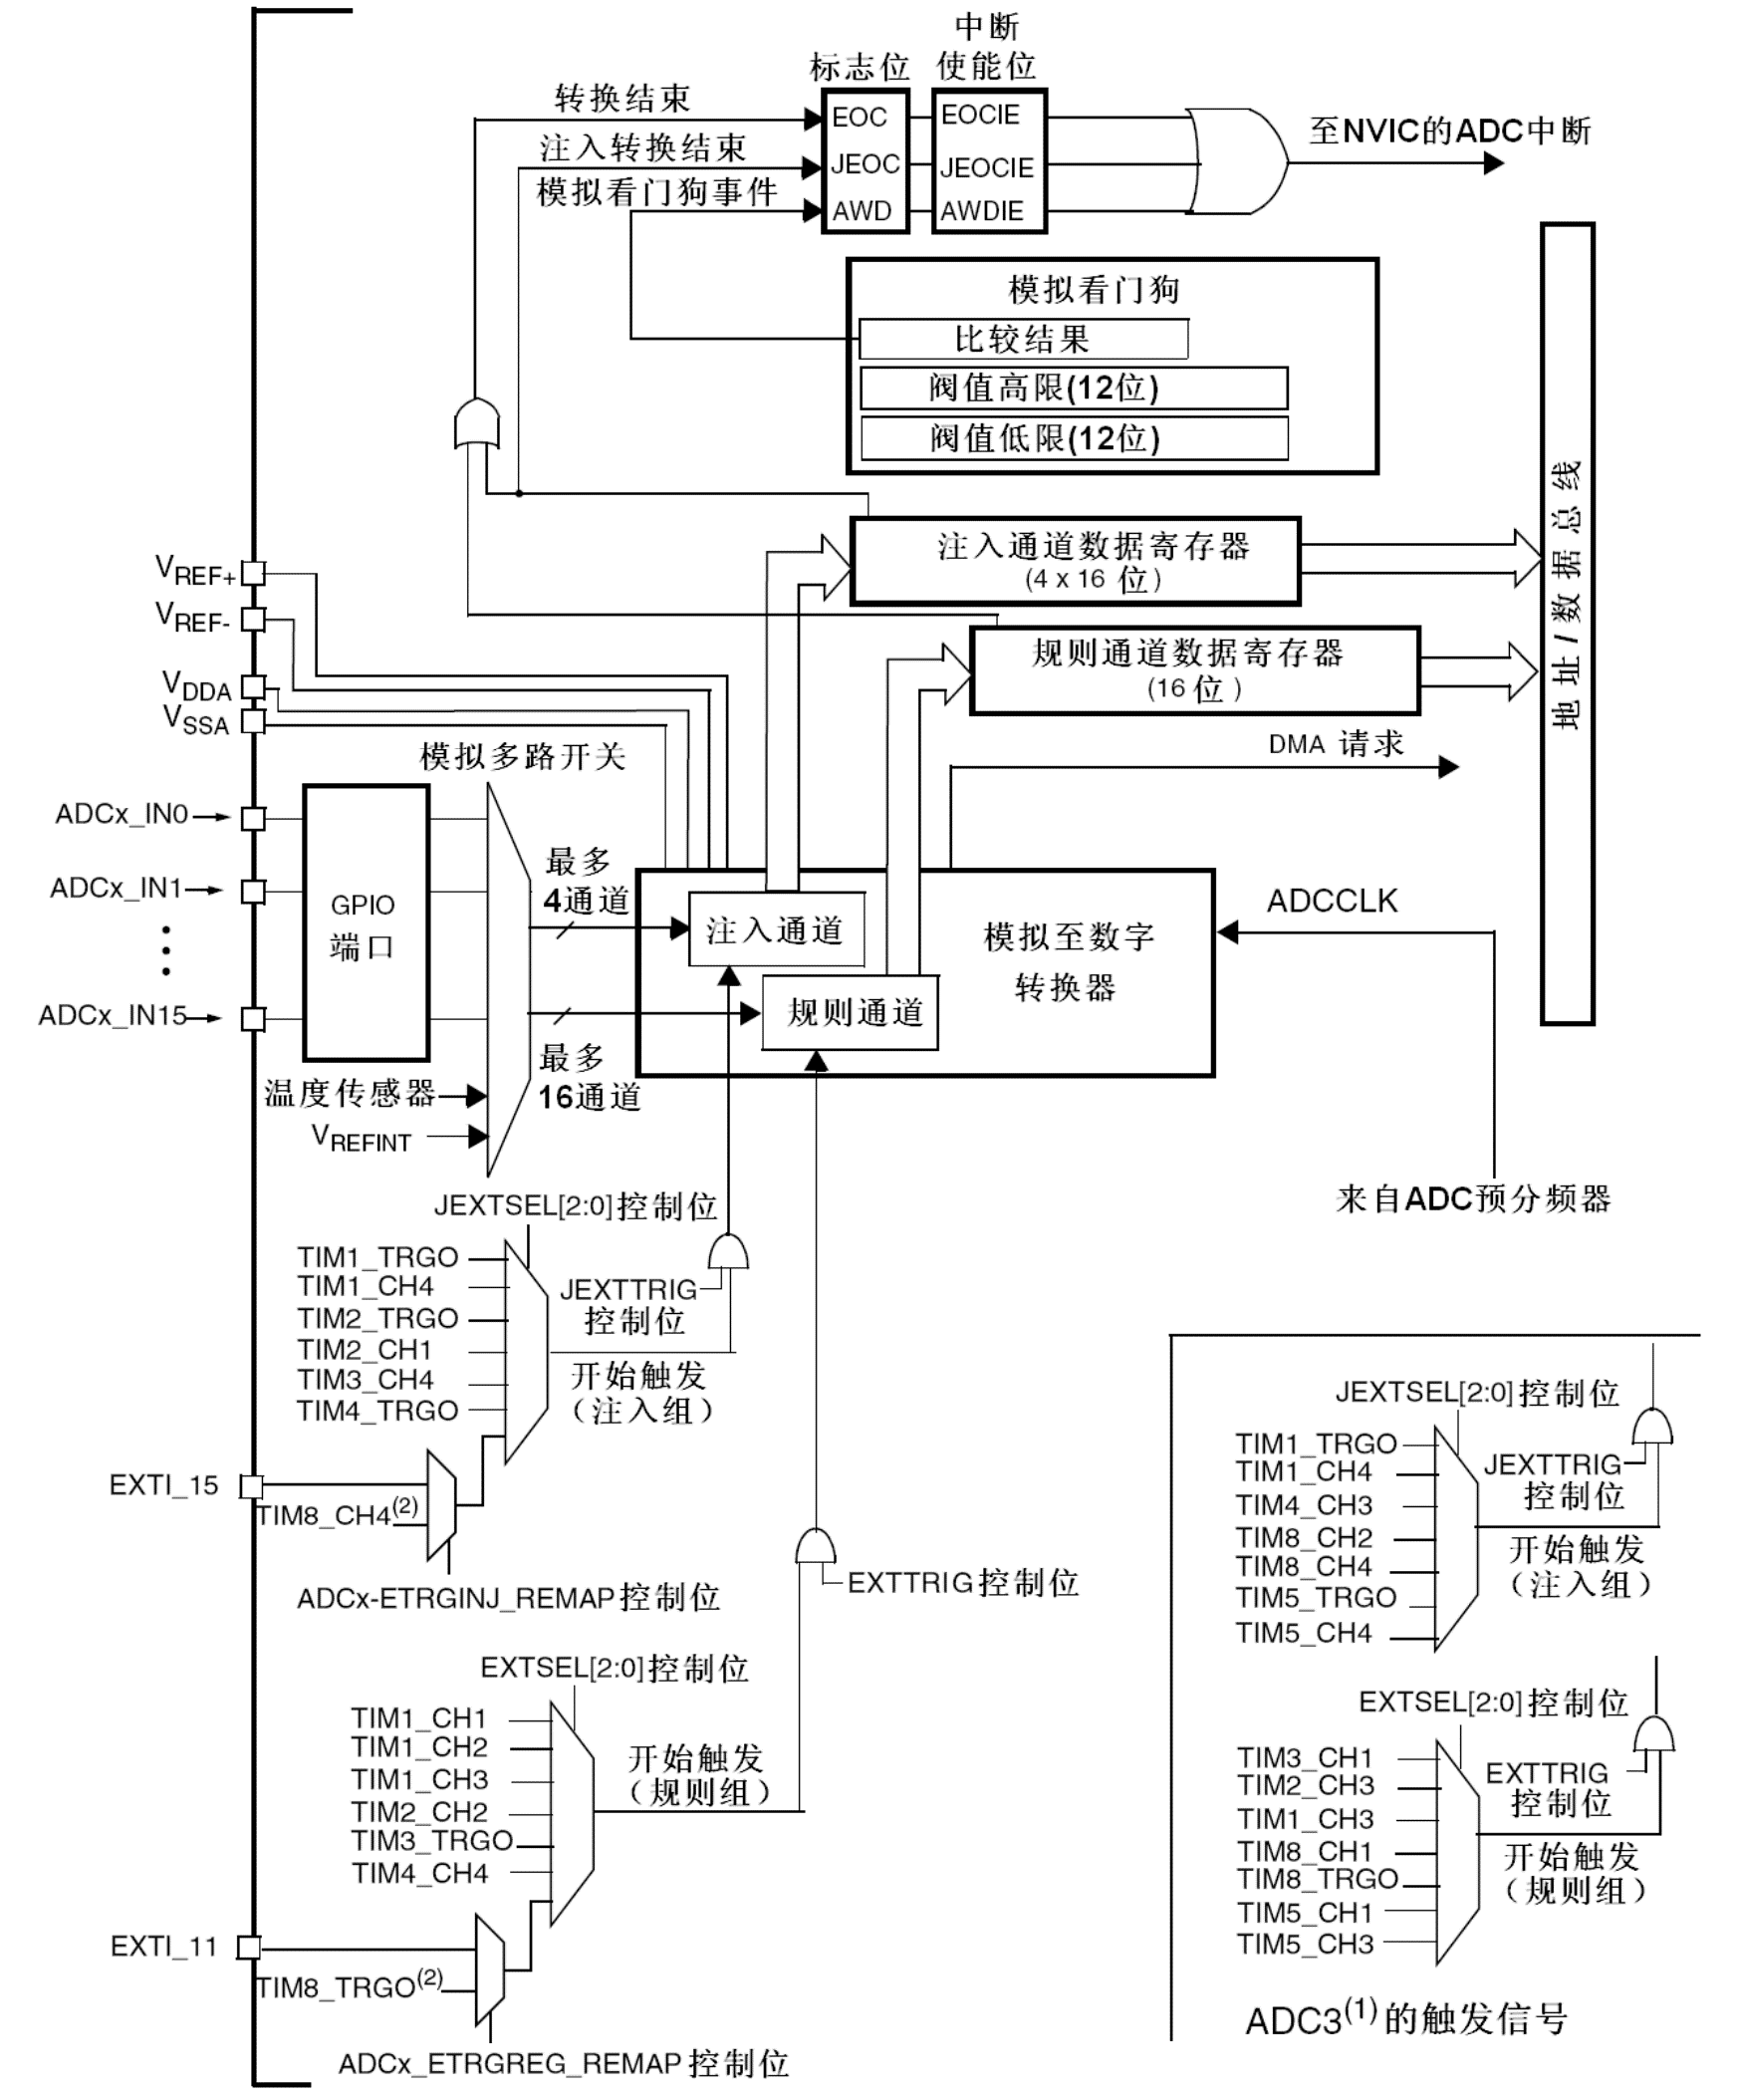 中断
标志位 使能位
转换结束
EOC EOCIE
至NVIC的ADC中断
注入转换结束
JEOC JEOCIE
模拟看门狗事件
AWD AWDIE
模拟看门狗
比较结果
阀值高限(12位)
阀值低限(12位)
注入通道数据寄存器
(4 x 16 位)
规则通道数据寄存器
(16 位)
地址/数据总线
VREF+
VREF-
VDDA
VSSA
DMA 请求
模拟多路开关
ADCx_IN0
ADCx_IN1
ADCx_IN15
GPIO
端口
最多
4通道
注入通道
规则通道
模拟至数字
转换器
ADCCLK
最多
16通道
温度传感器
VREFINT
来自ADC预分频器
JEXTSEL[2:0]控制位
TIM1_TRGO
TIM1_CH4
TIM2_TRGO
TIM2_CH1
TIM3_CH4
TIM4_TRGO
JEXTTRIG
控制位
开始触发
(注入组)
EXTI_15
TIM8_CH4(2)
ADCx-ETRGINJ_REMAP控制位
EXTTRIG控制位
EXTSEL[2:0]控制位
TIM1_CH1
TIM1_CH2
TIM1_CH3
TIM2_CH2
TIM3_TRGO
TIM4_CH4
开始触发
(规则组)
EXTI_11
TIM8_TRGO(2)
ADCx_ETRGREG_REMAP控制位
JEXTSEL[2:0]控制位
TIM1_TRGO
TIM1_CH4
TIM4_CH3
TIM8_CH2
TIM8_CH4
TIM5_TRGO
TIM5_CH4
JEXTTRIG
控制位
开始触发
(注入组)
EXTSEL[2:0]控制位
TIM3_CH1
TIM2_CH3
TIM1_CH3
TIM8_CH1
TIM8_TRGO
TIM5_CH1
TIM5_CH3
EXTTRIG
控制位
开始触发
(规则组)
ADC3(1)的触发信号